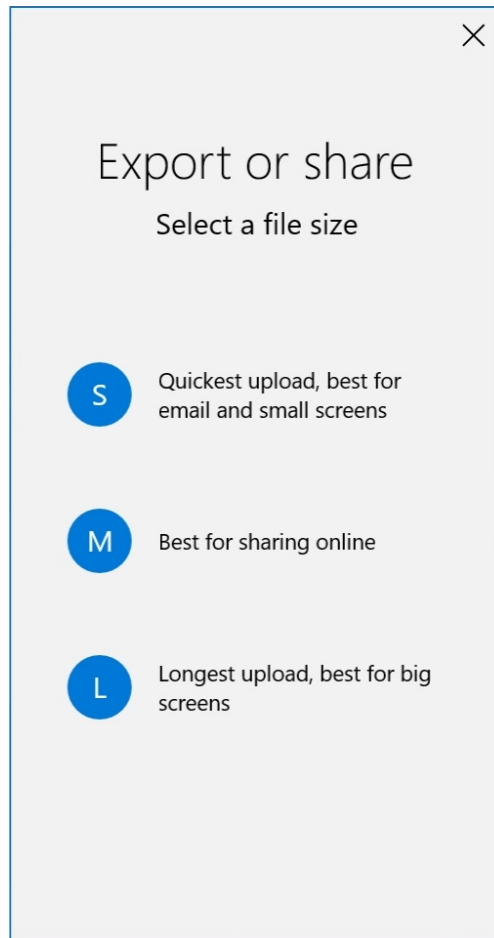 Export or share
Select a file size
S
Quickest upload, best for
email and small screens
M
Best for sharing online
L
Longest upload, best for big
screens